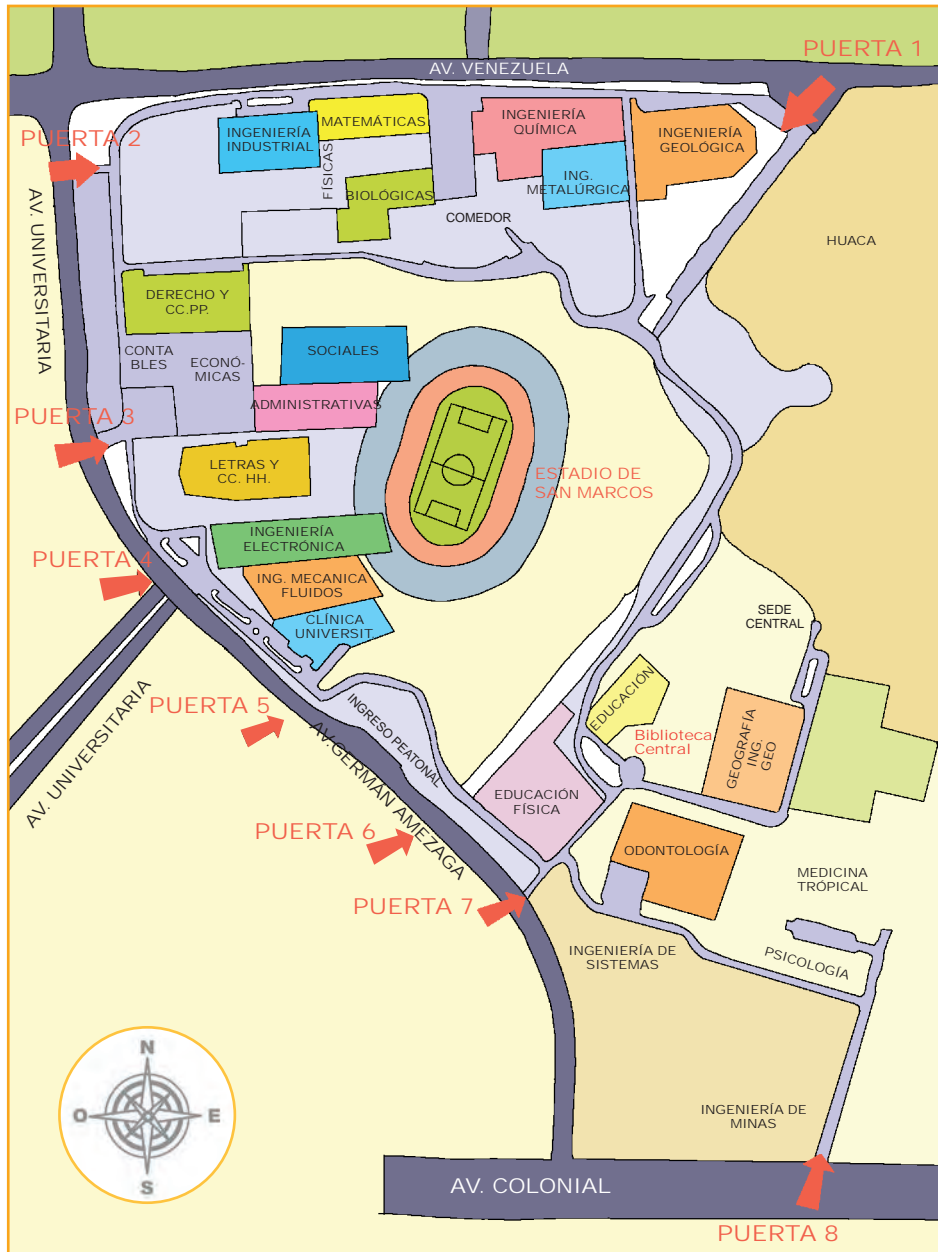 PUERTA 1
AV. VENEZUELA
PUERTA 2
INGENIERÍA
INDUSTRIAL
MATEMÁTICAS
FÍSICAS
BIOLÓGICAS
INGENIERÍA
QUÍMICA
ING.
METALÚRGICA
INGENIERÍA
GEOLÓGICA
COMEDOR
HUACA
AV. UNIVERSITARIA
DERECHO Y
CC.PP.
CONTA
BLES
ECONÓ-
MICAS
SOCIALES
ADMINISTRATIVAS
PUERTA 3
LETRAS Y
CC. HH.
ESTADIO DE
SAN MARCOS
INGENIERÍA
ELECTRÓNICA
PUERTA 4
ING. MECANICA
FLUIDOS
CLÍNICA
UNIVERSIT.
SEDE
CENTRAL
AV. UNIVERSITARIA
PUERTA 5
INGRESO PEATONAL
AV.GERMÁN AMEZAGA
EDUCACIÓN
Biblioteca
Central
GEOGRAFÍA
ING.
GEO
EDUCACIÓN
FÍSICA
PUERTA 6
ODONTOLOGÍA
MEDICINA
TRÓPICAL
PUERTA 7
INGENIERÍA DE
SISTEMAS
PSICOLOGÍA
N
O
E
S
INGENIERÍA DE
MINAS
AV. COLONIAL
PUERTA 8